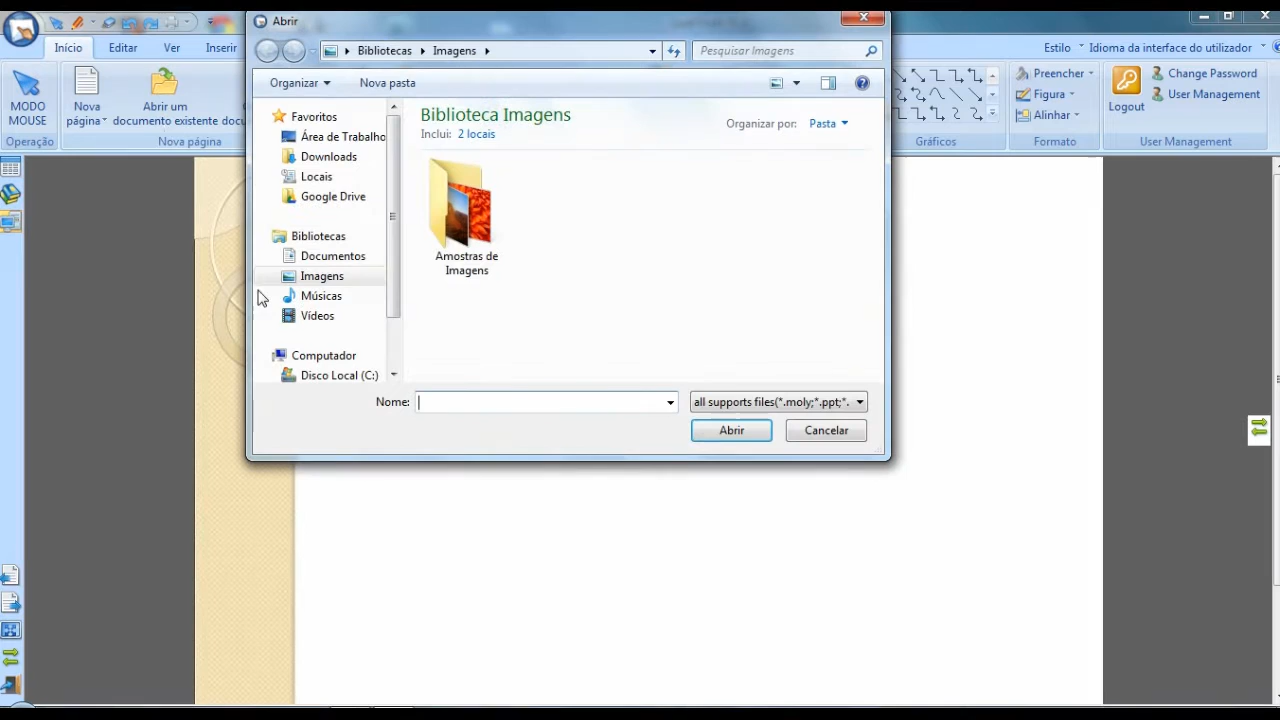 Abrir
Início
Editar
Ver
Inserir
Estilo
Idioma da interface do utilizador
Bibliotecas
Imagens
Pesquisar Imagens
Organizar
Nova pasta
MODO
MOUSE
Operação
Nova
página
Abrir um
documento existente
Nova página
Gráficos
Preencher
Figura
Alinhar
Formato
Logout
Change Password
User Management
User Management
Favoritos
Área de Trabalho
Downloads
Locais
Google Drive
Bibliotecas
Documentos
Imagens
Músicas
Vídeos
Computador
Disco Local (C:)
Biblioteca Imagens
Inclui: 2 locais
Organizar por: Pasta
Amostras de
Imagens
Nome:
all supports files(*.moly;*.ppt;*.
Abrir
Cancelar